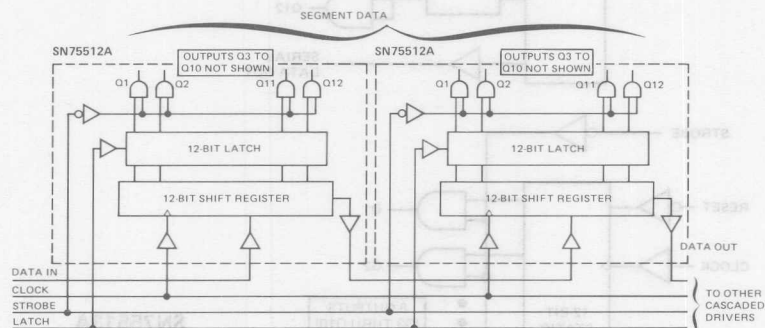 SEGMENT DATA
SN75512A
OUTPUTS Q3 TO
Q10 NOT SHOWN
Q1
Q2
Q11
Q12
12-BIT LATCH
12-BIT SHIFT REGISTER
SN75512A
OUTPUTS Q3 TO
Q10 NOT SHOWN
Q1
Q2
Q11
Q12
12-BIT LATCH
12-BIT SHIFT REGISTER
DATA OUT
DATA IN
CLOCK
STROBE
LATCH
TO OTHER
CASCADED
DRIVERS